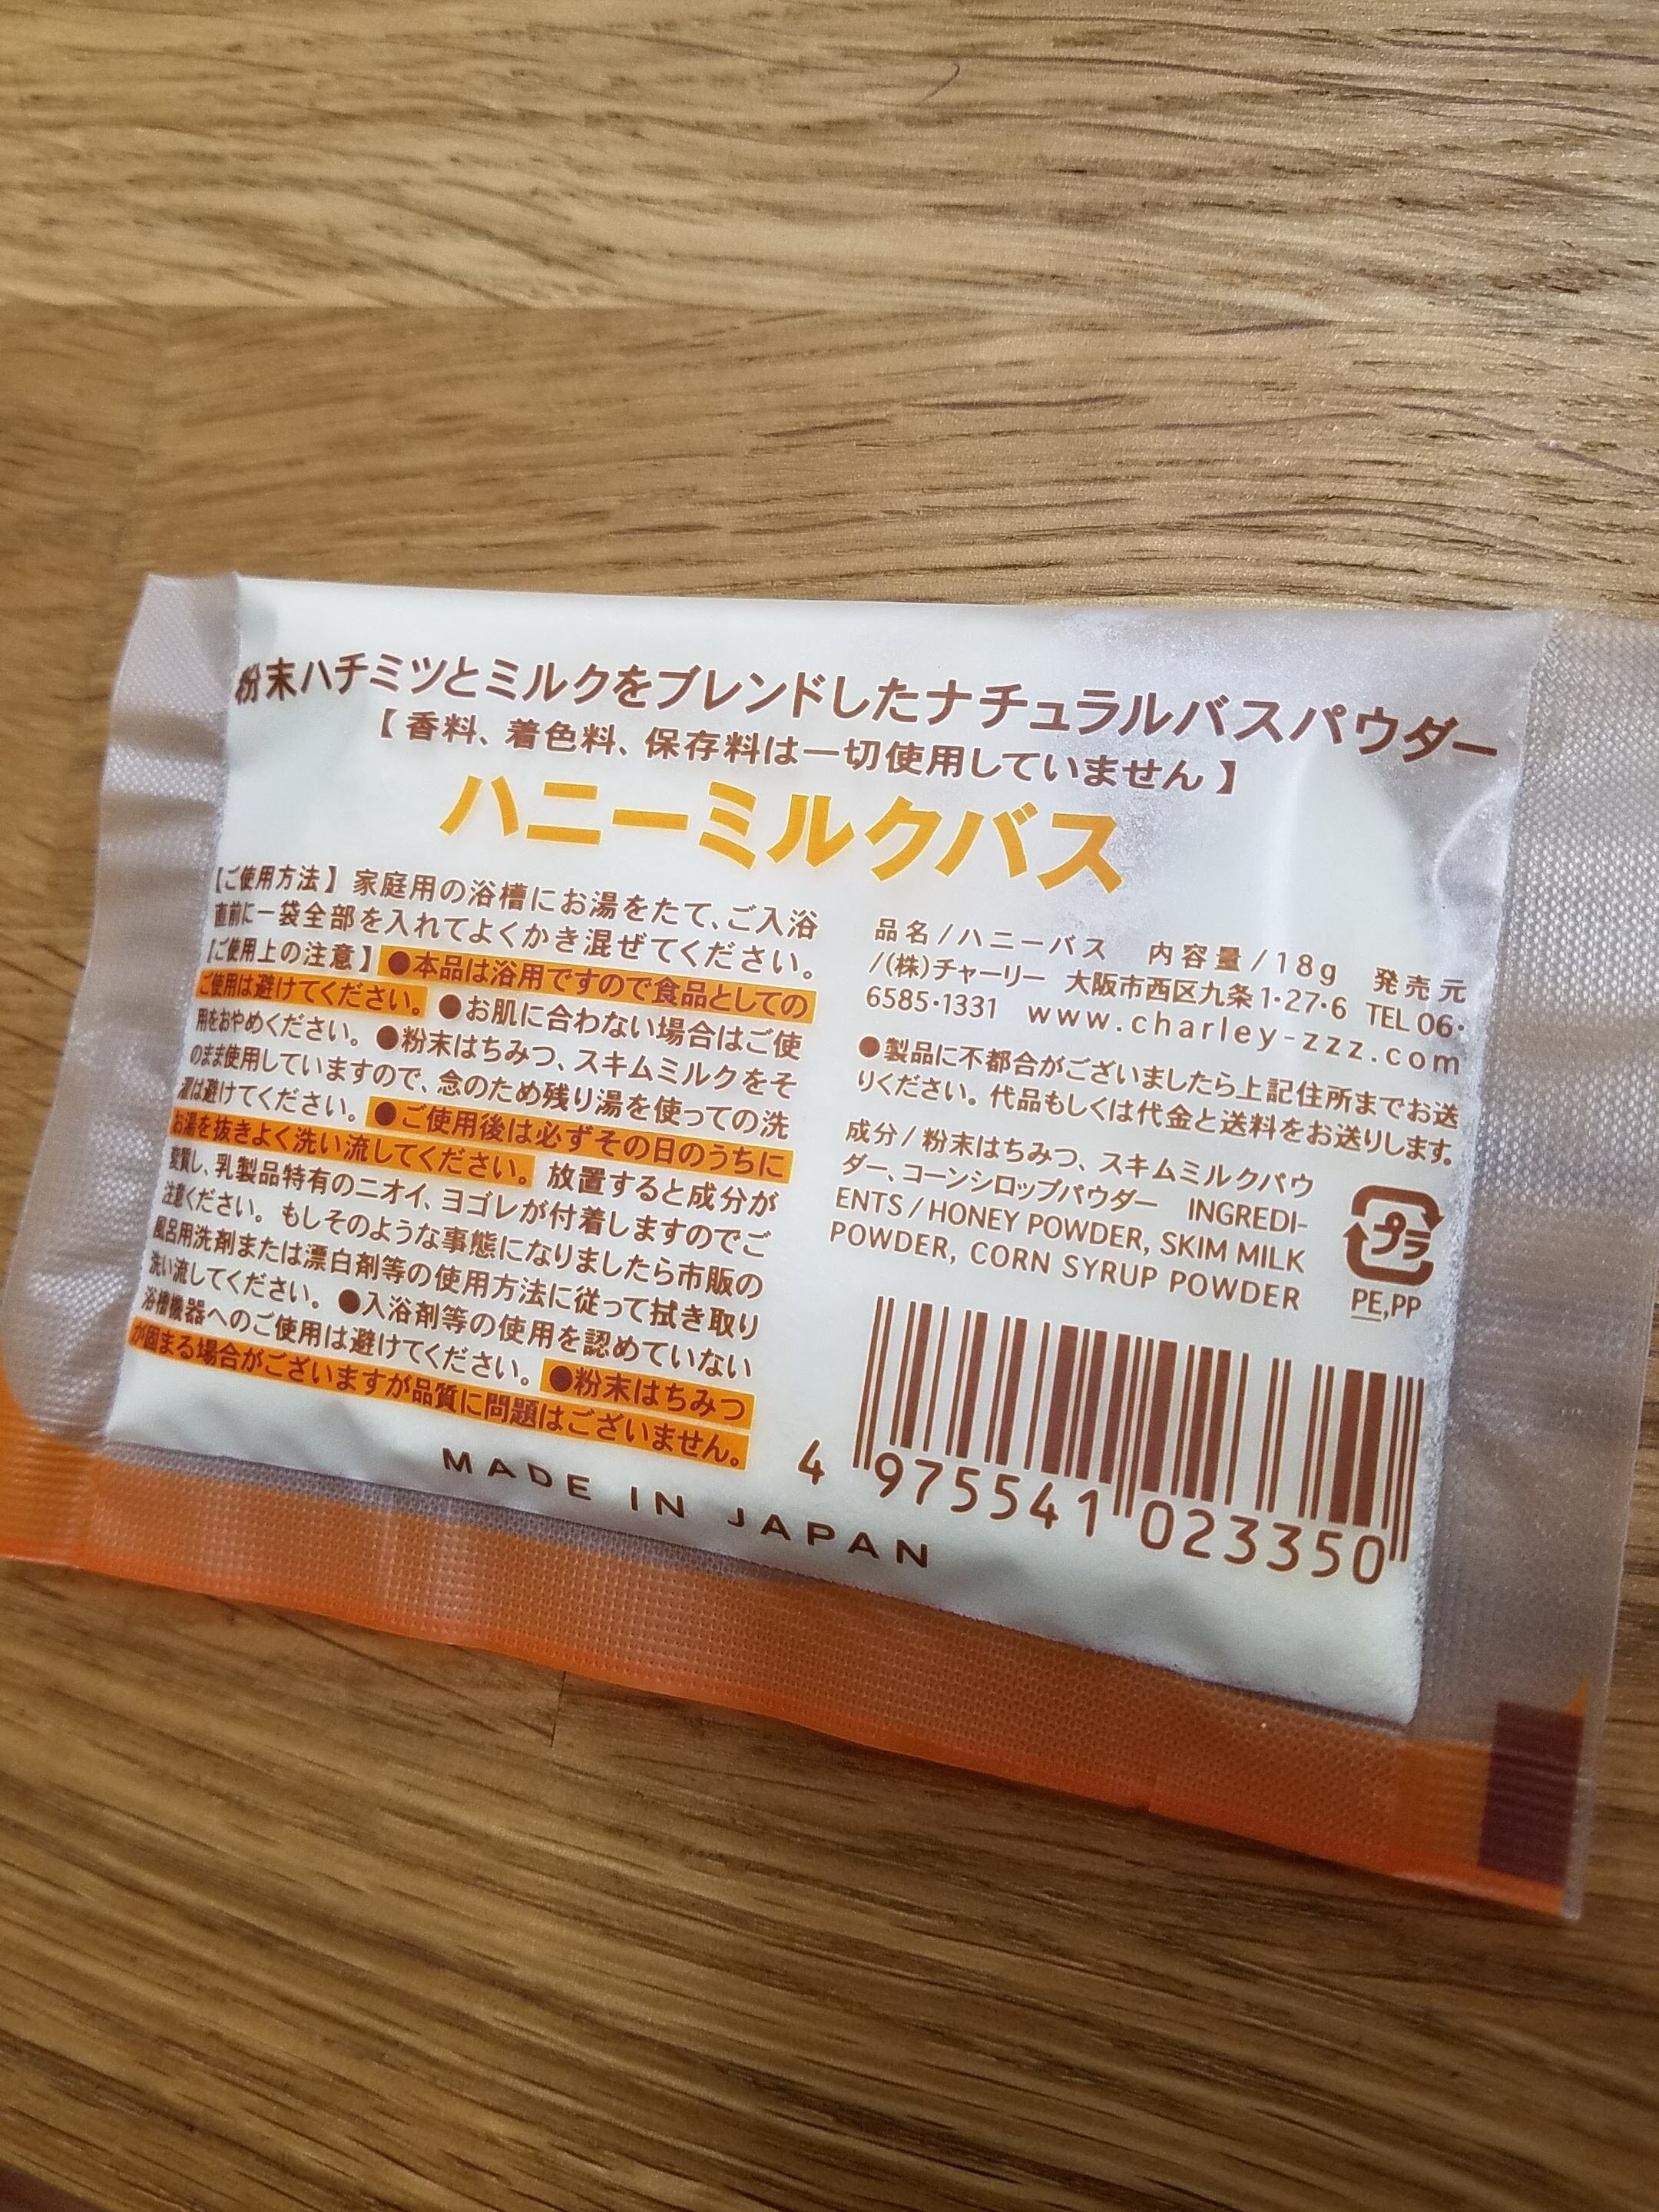 粉末ハチミツとミルクをブレンドしたナチュラルバスパウダー
【香料、着色料、保存料は一切使用していません】
ハニーミルクバス
【ご使用方法】家庭用の浴槽にお湯をたて、ご入浴
直前に一袋全部を入れてよくかき混ぜてください。
【ご使用上の注意】●本品は浴用ですので食品としての
ご使用は避けてください。●お肌に合わない場合はご使
用をおやめください。●粉末はちみつ、スキムミルクをそ
のまま使用していますので、念のため残り湯を使っての洗
濯は避けてください。●ご使用後は必ずその日のうちに
お湯を抜きよく洗い流してください。放置すると成分が
変質し、乳製品特有のニオイ、ヨゴレが付着しますのでご
注意ください。もしそのような事態になりましたら市販の
風呂用洗剤または漂白剤等の使用方法に従って拭き取り
洗い流してください。●入浴剤等の使用を認めていない
浴槽機器へのご使用は避けてください。●粉末はちみつ
が固まる場合がございますが品質に問題はございません。
品名/ハニーバス 内容量/18g 発売元
/(株)チャーリー 大阪市西区九条1・27・6 TEL 06・
6585・1331 www.charley-zzz.com
●製品に不都合がございましたら上記住所までお送
りください。代品もしくは代金と送料をお送りします。
成分/粉末はちみつ、スキムミルクパウ
ダー、コーンシロップパウダー INGREDI-
ENTS/HONEY POWDER, SKIM MILK
POWDER, CORN SYRUP POWDER
プラ
PE,PP
4 975541 023350
MADE IN JAPAN